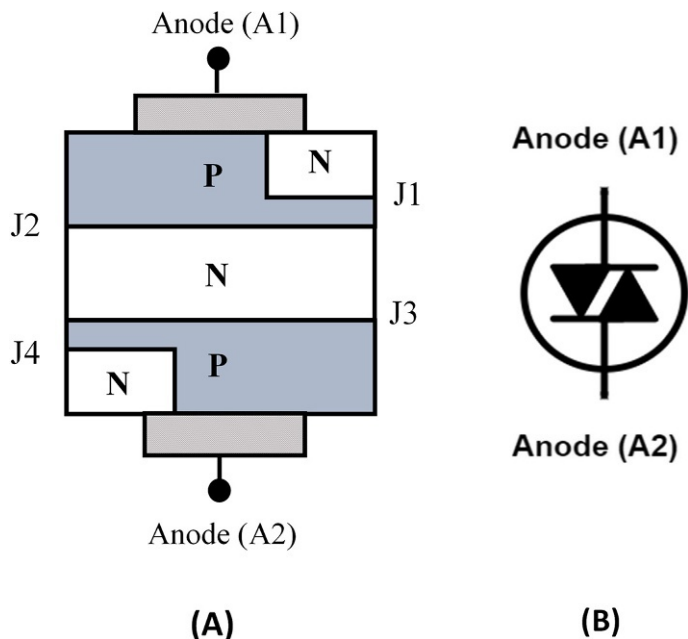 Anode (A1)
P
N
J1
J2
N
J3
J4
N
P
Anode (A2)
(A)
Anode (A1)
Anode (A2)
(B)